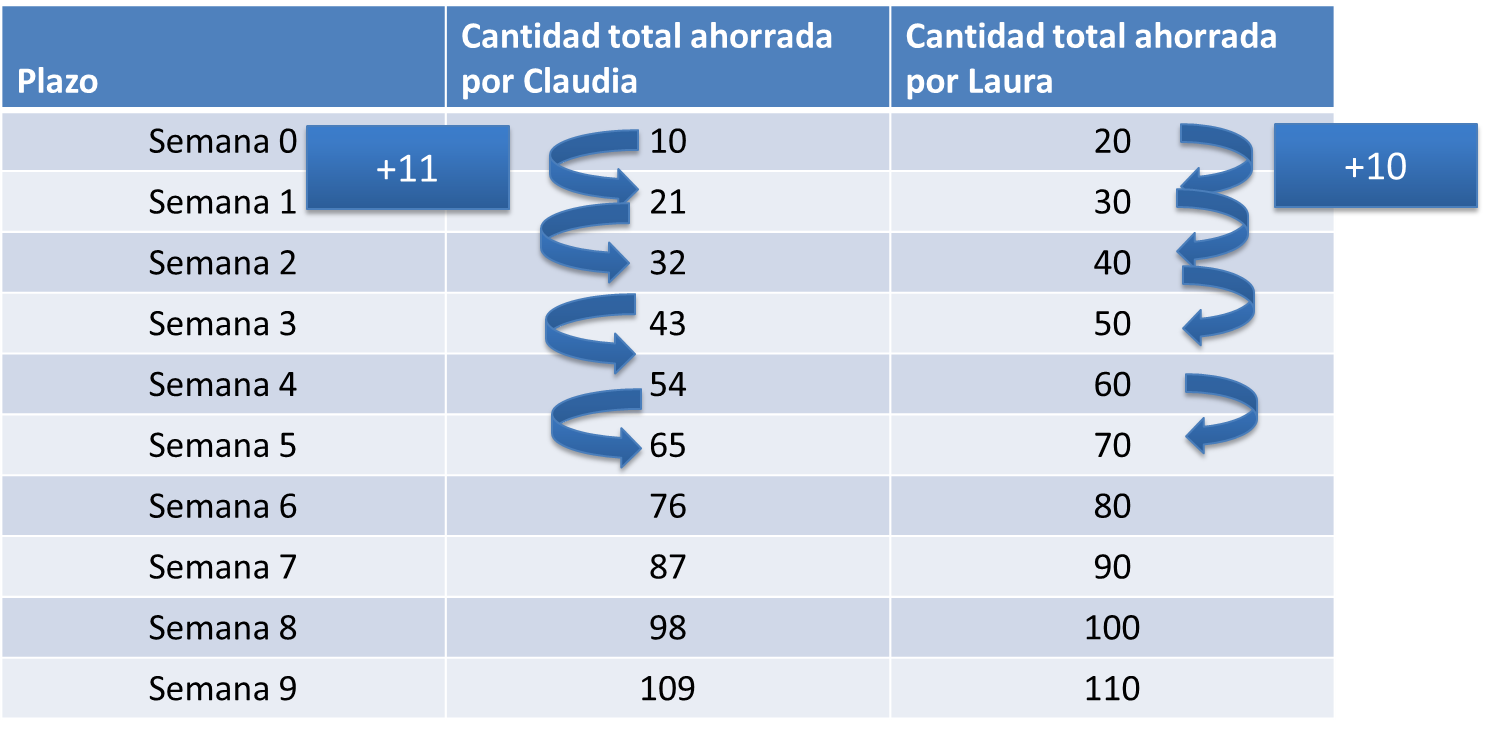 Plazo
Cantidad total ahorrada
por Claudia
Cantidad total ahorrada
por Laura
Semana 0 10 20
+11
+10
Semana 1 21 30
Semana 2 32 40
Semana 3 43 50
Semana 4 54 60
Semana 5 65 70
Semana 6 76 80
Semana 7 87 90
Semana 8 98 100
Semana 9 109 110